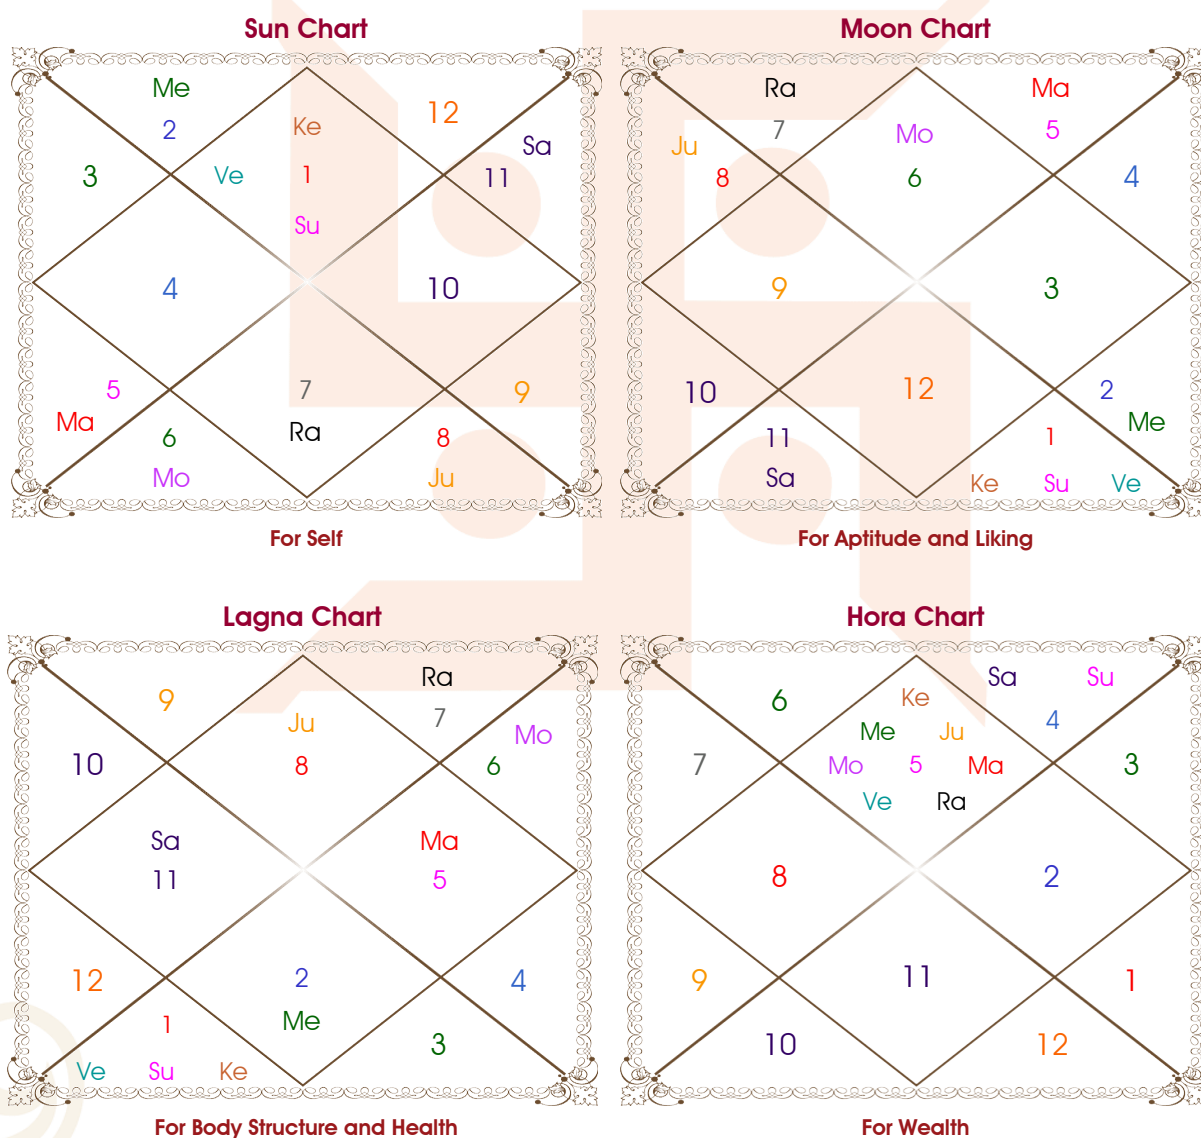 Sun Chart
Me
12
2
Ke
Sa
3
Ve
1
11
Su
4
10
5
7
9
Ma
6
Ra
8
Mo
Ju
For Self
Moon Chart
Ra
Ma
7
Mo
5
Ju
8
6
4
9
3
10
12
2
11
1
Me
Sa
Ke
Su
Ve
For Aptitude and Liking
Lagna Chart
Ra
9
Ju
7
Mo
10
8
6
Sa
Ma
11
5
12
2
4
1
Me
3
Ve
Su
Ke
For Body Structure and Health
Hora Chart
Sa
Su
6
Ke
4
Me
Ju
7
Mo
5
Ma
3
Ve
Ra
8
2
9
11
1
10
12
For Wealth